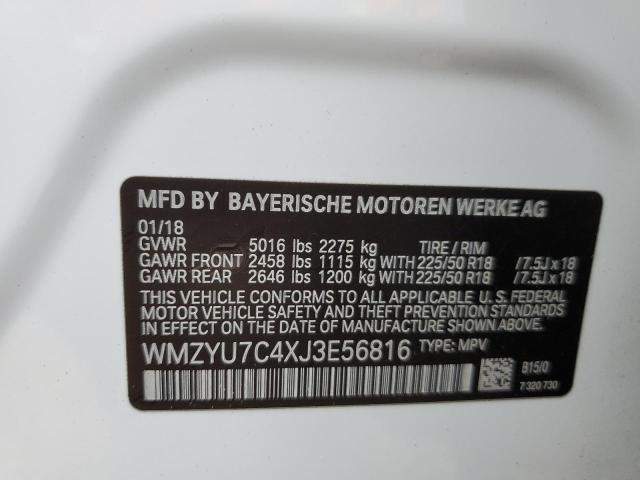 MFD BY BAYERISCHE MOTOREN WERKE AG
01/18
GVWR 5016 lbs 2275 kg TIRE / RIM
GAWR FRONT 2458 lbs 1115 kg WITH 225/50 R18 /7.5J x 18
GAWR REAR 2646 lbs 1200 kg WITH 225/50 R18 /7.5J x 18
THIS VEHICLE CONFORMS TO ALL APPLICABLE U. S. FEDERAL
MOTOR VEHICLE SAFETY STANDARDS IN EFFECT ON THE
DATE OF MANUFACTURE SHOWN ABOVE.
WMZYU7C4XJ3E56816 TYPE: MPV
B15/0
7 320 730